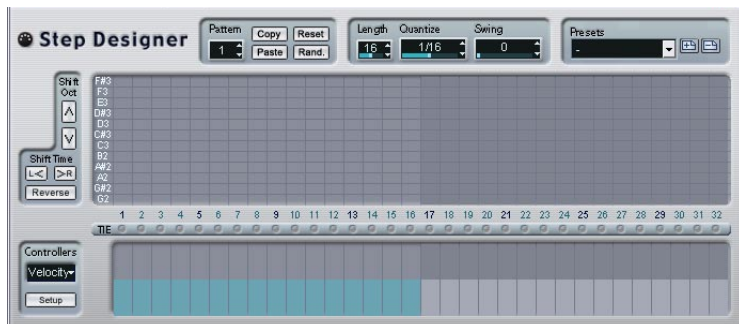 Step Designer
Pattern
1
Copy
Reset
Paste
Rand.
Length
16
Quantize
1/16
Swing
0
Presets
-
Shift
Oct
Shift Time
L<
>R
Reverse
F#3
F3
E3
D#3
D3
C#3
C3
B2
A#2
A2
G#2
G2
1 2 3 4 5 6 7 8 9 10 11 12 13 14 15 16 17 18 19 20 21 22 23 24 25 26 27 28 29 30 31 32
TIE
Controllers
Velocity
Setup